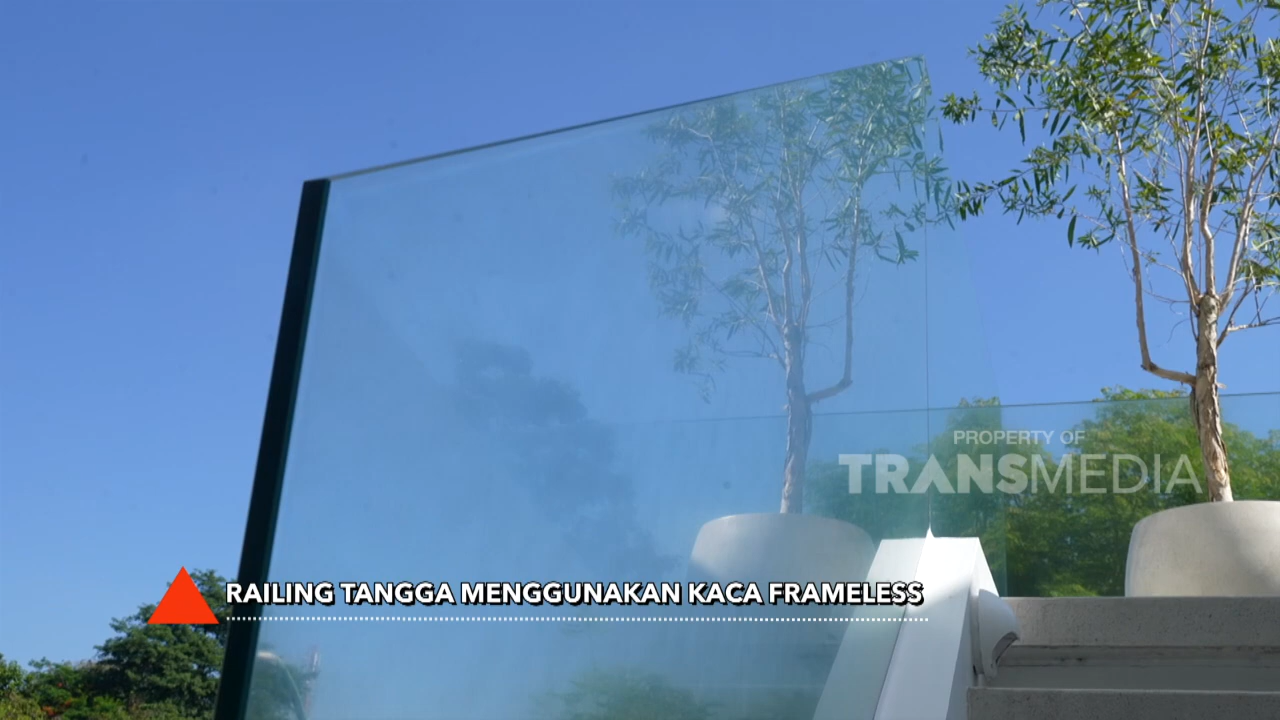 PROPERTY OF
TRANSMEDIA
RAILING TANGGA MENGGUNAKAN KACA FRAMELESS